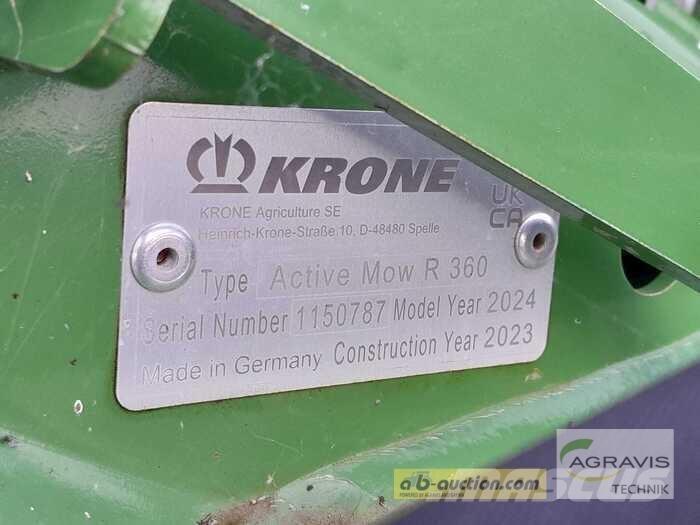 KRONE
KRONE Agriculture SE
Heinrich-Krone-Straße 10, D-48480 Spelle
UK
CA
Type Active Mow R 360
Serial Number 1150787 Model Year 2024
Made in Germany Construction Year 2023
AGRAVIS
TECHNIK
ab-auction.com
mascus